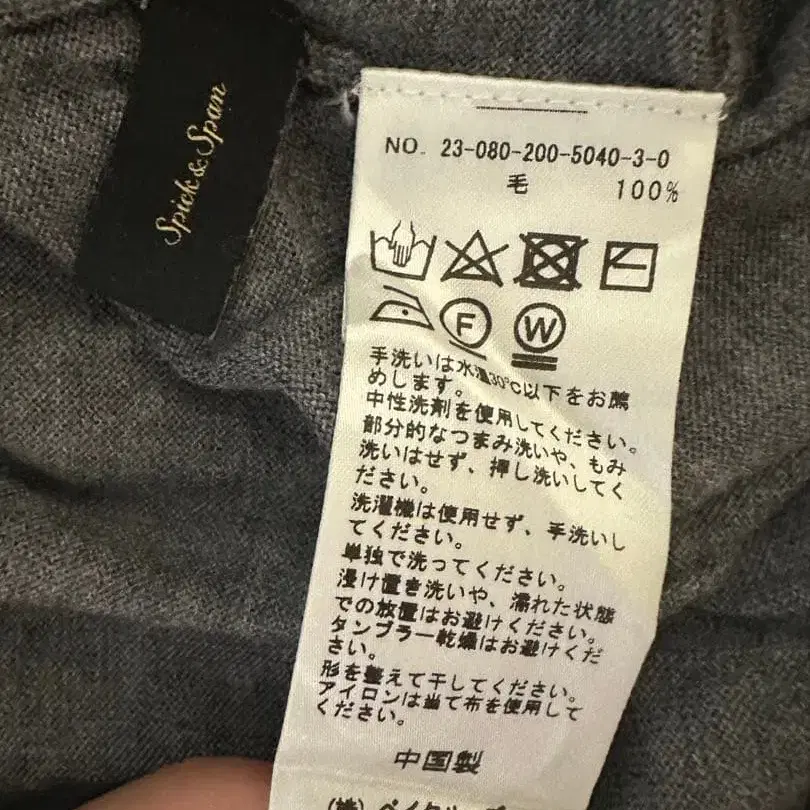 Spick & Span
NO. 23-080-200-5040-3-0
毛 100%
F W
手洗いは水温30℃以下をお薦
めします。
中性洗剤を使用してください。
部分的なつまみ洗いや、もみ
洗いはせず、押し洗いしてく
ださい。
洗濯機は使用せず、手洗いし
てください。
単独で洗ってください。
浸け置き洗いや、濡れた状態
での放置はお避けください。
タンブラー乾燥はお避けくだ
さい。
形を整えて干してください。
アイロンは当て布を使用して
ください。
中国製
(株)ベイクルーズ